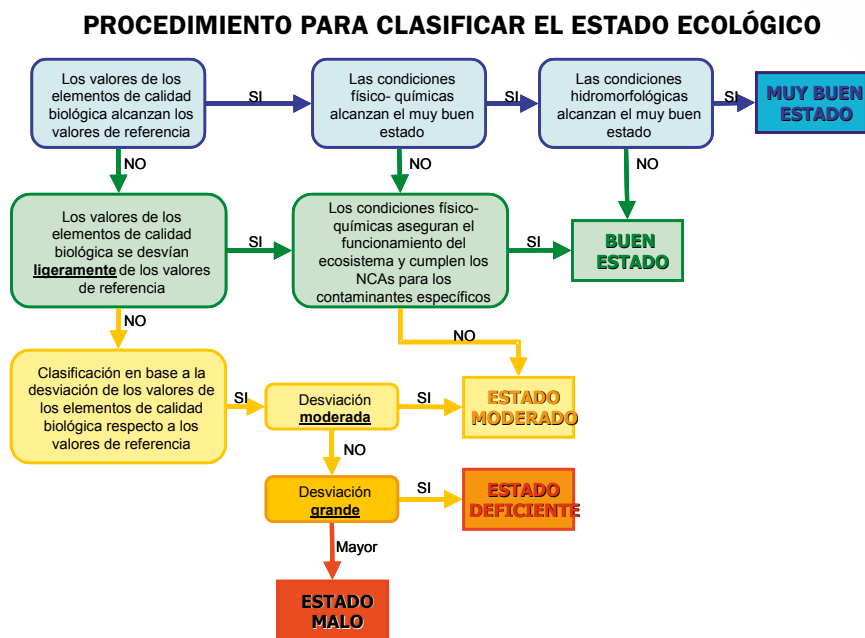 PROCEDIMIENTO PARA CLASIFICAR EL ESTADO ECOLÓGICO
Los valores de los
elementos de calidad
biológica alcanzan los
valores de referencia
SI
Las condiciones
físico- químicas
alcanzan el muy buen
estado
SI
Las condiciones
hidromorfológicas
alcanzan el muy buen
estado
SI
MUY BUEN
ESTADO
NO
NO
NO
Los valores de los
elementos de calidad
biológica se desvían
ligeramente de los valores
de referencia
SI
Los condiciones físico-
químicas aseguran el
funcionamiento del
ecosistema y cumplen los
NCAs para los
contaminantes específicos
SI
BUEN
ESTADO
NO
NO
Clasificación en base a la
desviación de los valores de
los elementos de calidad
biológica respecto a los
valores de referencia
SI
Desviación
moderada
SI
ESTADO
MODERADO
NO
Desviación
grande
SI
ESTADO
DEFICIENTE
Mayor
ESTADO
MALO